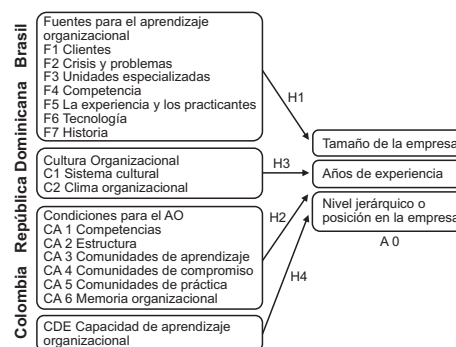 Brasil
República Dominicana
Colombia
Fuentes para el aprendizaje
organizacional
F1 Clientes
F2 Crisis y problemas
F3 Unidades especializadas
F4 Competencia
F5 La experiencia y los practicantes
F6 Tecnología
F7 Historia
Cultura Organizacional
C1 Sistema cultural
C2 Clima organizacional
Condiciones para el AO
CA 1 Competencias
CA 2 Estructura
CA 3 Comunidades de aprendizaje
CA 4 Comunidades de compromiso
CA 5 Comunidades de práctica
CA 6 Memoria organizacional
CDE Capacidad de aprendizaje
organizacional
H1
H3
H2
H4
Tamaño de la empresa
Años de experiencia
Nivel jerárquico o
posición en la empresa
A 0